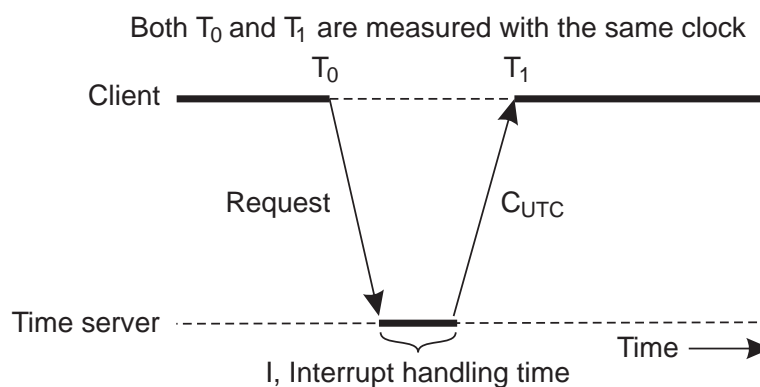 Both T₀ and T₁ are measured with the same clock
T₀
T₁
Client
Request
C_UTC
Time server
Time
I, Interrupt handling time